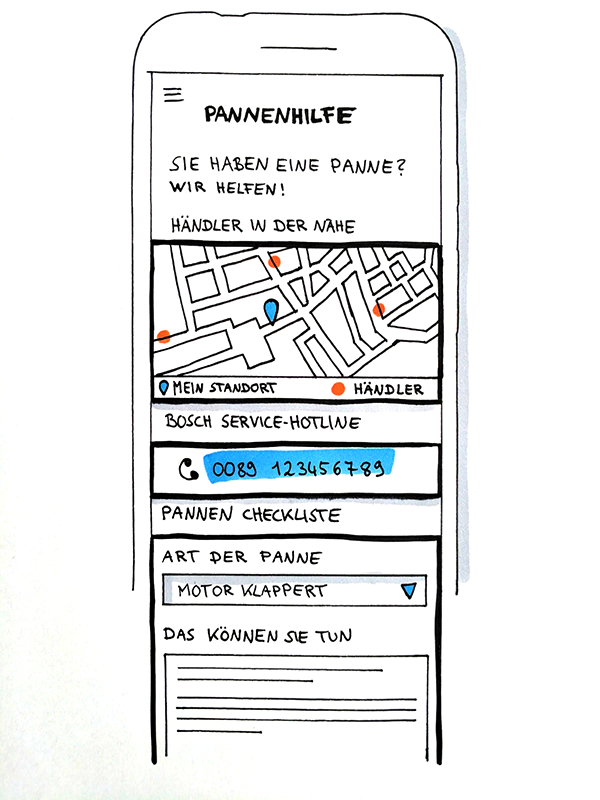 PANNENHILFE
SIE HABEN EINE PANNE?
WIR HELFEN!
HÄNDLER IN DER NÄHE
MEIN STANDORT
HÄNDLER
BOSCH SERVICE-HOTLINE
0089 123456789
PANNEN CHECKLISTE
ART DER PANNE
MOTOR KLAPPERT
DAS KÖNNEN SIE TUN